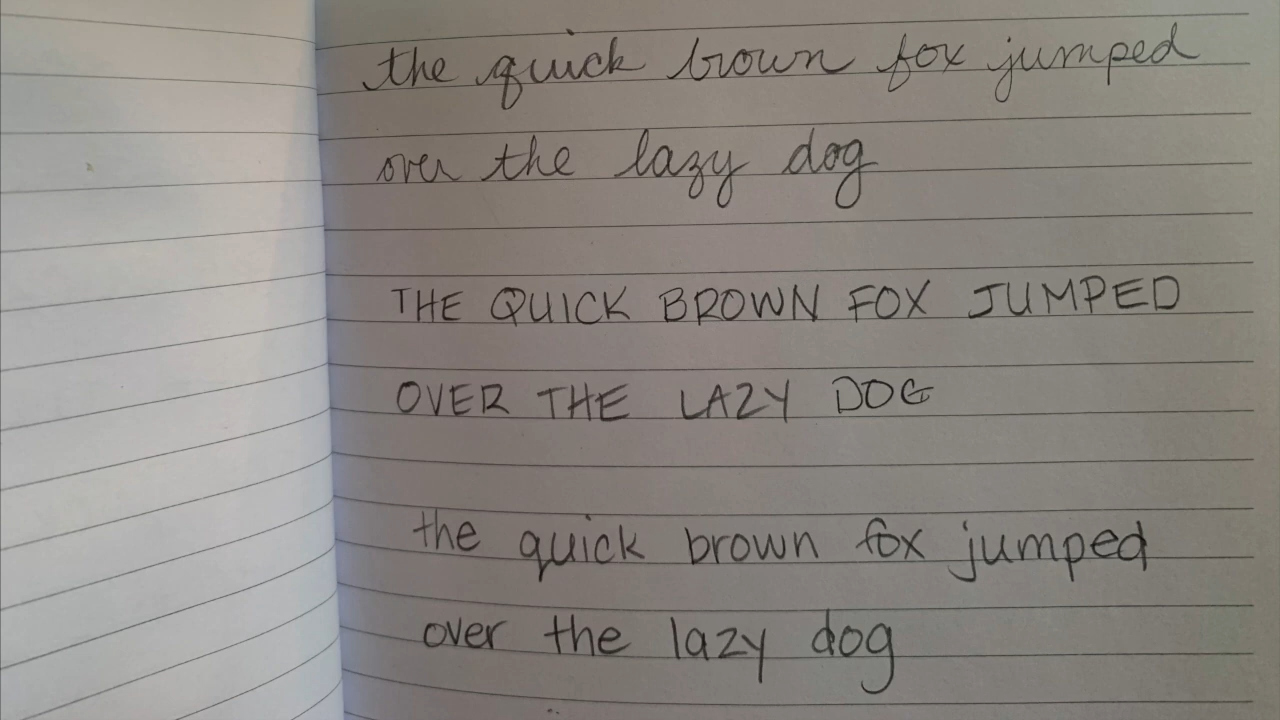 the quick brown fox jumped
over the lazy dog
THE QUICK BROWN FOX JUMPED
OVER THE LAZY DOG
the quick brown fox jumped
over the lazy dog